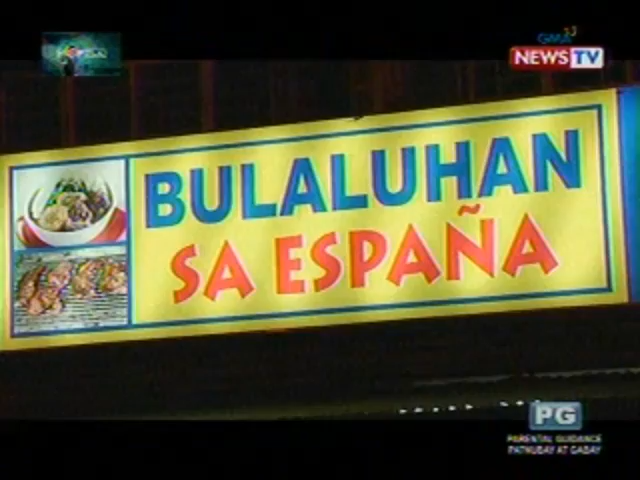 GMA
NEWS TV
BULALUHAN
SA ESPAÑA
PG
PARENTAL GUIDANCE
PATNUBAY AT GABAY